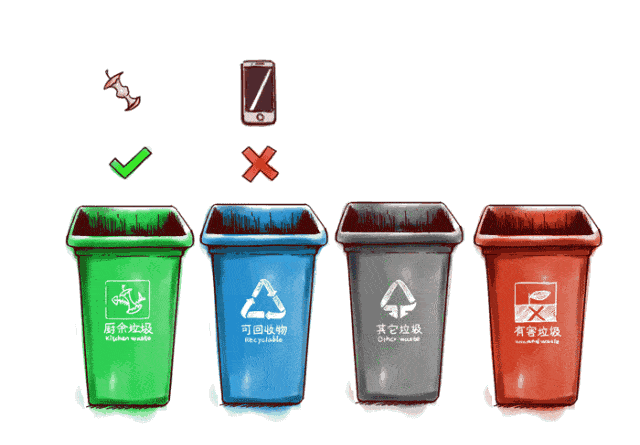 厨余垃圾
Kitchen waste
可回收物
Recyclable
其它垃圾
Other waste
有害垃圾
waste